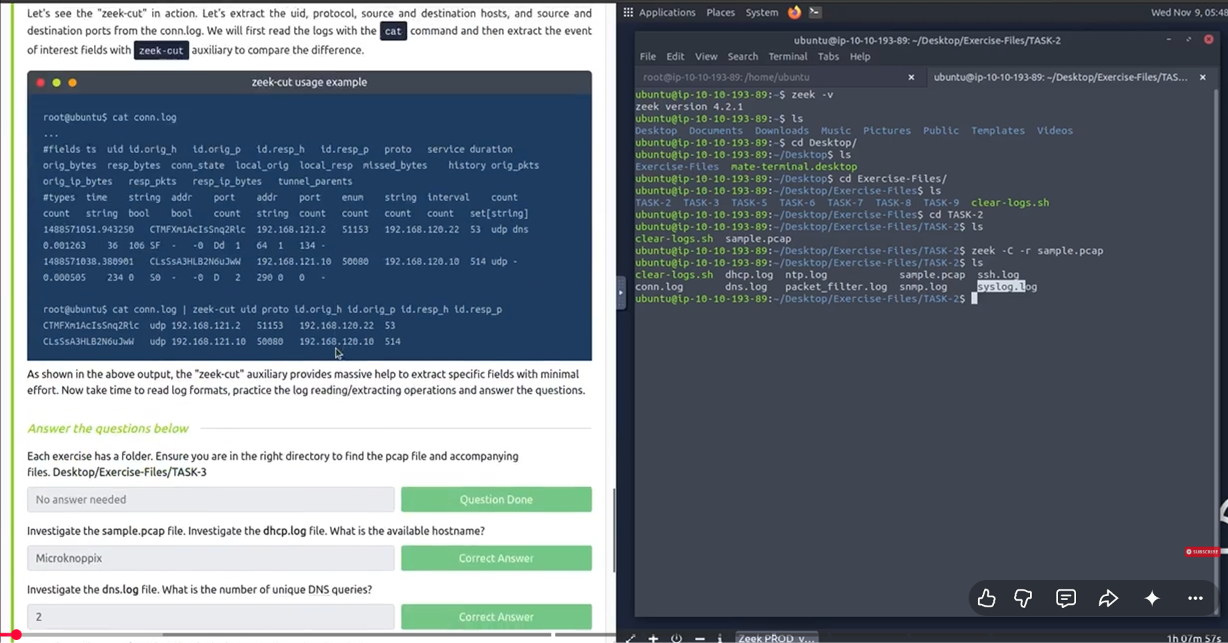 Let's see the "zeek-cut" in action. Let's extract the uid, protocol, source and destination hosts, and source and
destination ports from the conn.log. We will first read the logs with the cat command and then extract the event
of interest fields with zeek-cut auxiliary to compare the difference.
zeek-cut usage example
root@ubuntu$ cat conn.log
...
#fields ts uid id.orig_h id.orig_p id.resp_h id.resp_p proto service duration
orig_bytes resp_bytes conn_state local_orig local_resp missed_bytes history orig_pkts
orig_ip_bytes resp_pkts resp_ip_bytes tunnel_parents
#types time string addr port addr port enum string interval count
count string bool bool count string count count count count set[string]
1488571051.943250 CTMFXm1AcIsSnq2Ric 192.168.121.2 51153 192.168.120.22 53 udp dns
0.001263 36 106 SF - -0 Dd 1 64 1 134 -
1488571038.380901 CLsSsA3HLB2N6uJwW 192.168.121.10 50080 192.168.120.10 514 udp -
0.000505 234 0 S0 - -0 D 2 290 0 0 -
root@ubuntu$ cat conn.log | zeek-cut uid proto id.orig_h id.orig_p id.resp_h id.resp_p
CTMFXm1AcIsSnq2Ric udp 192.168.121.2 51153 192.168.120.22 53
CLsSsA3HLB2N6uJwW udp 192.168.121.10 50080 192.168.120.10 514
As shown in the above output, the "zeek-cut" auxiliary provides massive help to extract specific fields with minimal
effort. Now take time to read log formats, practice the log reading/extracting operations and answer the questions.
Answer the questions below
Each exercise has a folder. Ensure you are in the right directory to find the pcap file and accompanying
files. Desktop/Exercise-Files/TASK-3
No answer needed
Question Done
Investigate the sample.pcap file. Investigate the dhcp.log file. What is the available hostname?
Microknoppix
Correct Answer
Investigate the dns.log file. What is the number of unique DNS queries?
2
Correct Answer
Applications Places System Wed Nov 9, 05:48
ubuntu@ip-10-10-193-89: ~/Desktop/Exercise-Files/TASK-2
File Edit View Search Terminal Tabs Help
root@ip-10-10-193-89: /home/ubuntu
ubuntu@ip-10-10-193-89: ~/Desktop/Exercise-Files/TAS...
ubuntu@ip-10-10-193-89:~$ zeek -v
zeek version 4.2.1
ubuntu@ip-10-10-193-89:~$ ls
Desktop Documents Downloads Music Pictures Public Templates Videos
ubuntu@ip-10-10-193-89:~$ cd Desktop/
ubuntu@ip-10-10-193-89:~/Desktop$ ls
Exercise-Files mate-terminal.desktop
ubuntu@ip-10-10-193-89:~/Desktop$ cd Exercise-Files/
ubuntu@ip-10-10-193-89:~/Desktop/Exercise-Files$ ls
TASK-2 TASK-3 TASK-5 TASK-6 TASK-7 TASK-8 TASK-9 clear-logs.sh
ubuntu@ip-10-10-193-89:~/Desktop/Exercise-Files$ cd TASK-2
ubuntu@ip-10-10-193-89:~/Desktop/Exercise-Files/TASK-2$ ls
clear-logs.sh sample.pcap
ubuntu@ip-10-10-193-89:~/Desktop/Exercise-Files/TASK-2$ zeek -C -r sample.pcap
ubuntu@ip-10-10-193-89:~/Desktop/Exercise-Files/TASK-2$ ls
clear-logs.sh dhcp.log ntp.log sample.pcap ssh.log
conn.log dns.log packet_filter.log snmp.log syslog.log
ubuntu@ip-10-10-193-89:~/Desktop/Exercise-Files/TASK-2$
SUBSCRIBE
Zeek PROD v...
1h 07m 57s